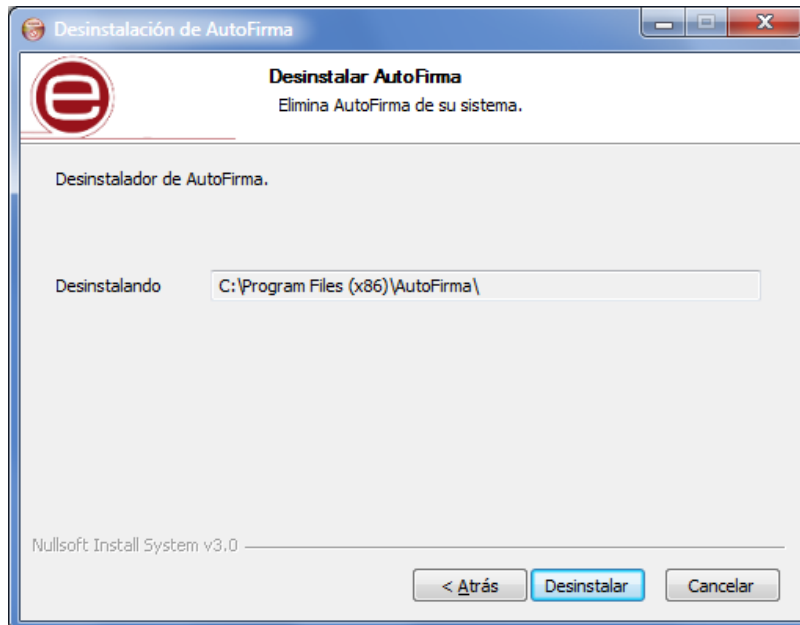 Desinstalación de AutoFirma
Desinstalar AutoFirma
Elimina AutoFirma de su sistema.
Desinstalador de AutoFirma.
Desinstalando C:\Program Files (x86)\AutoFirma\
Nullsoft Install System v3.0
< Atrás Desinstalar Cancelar